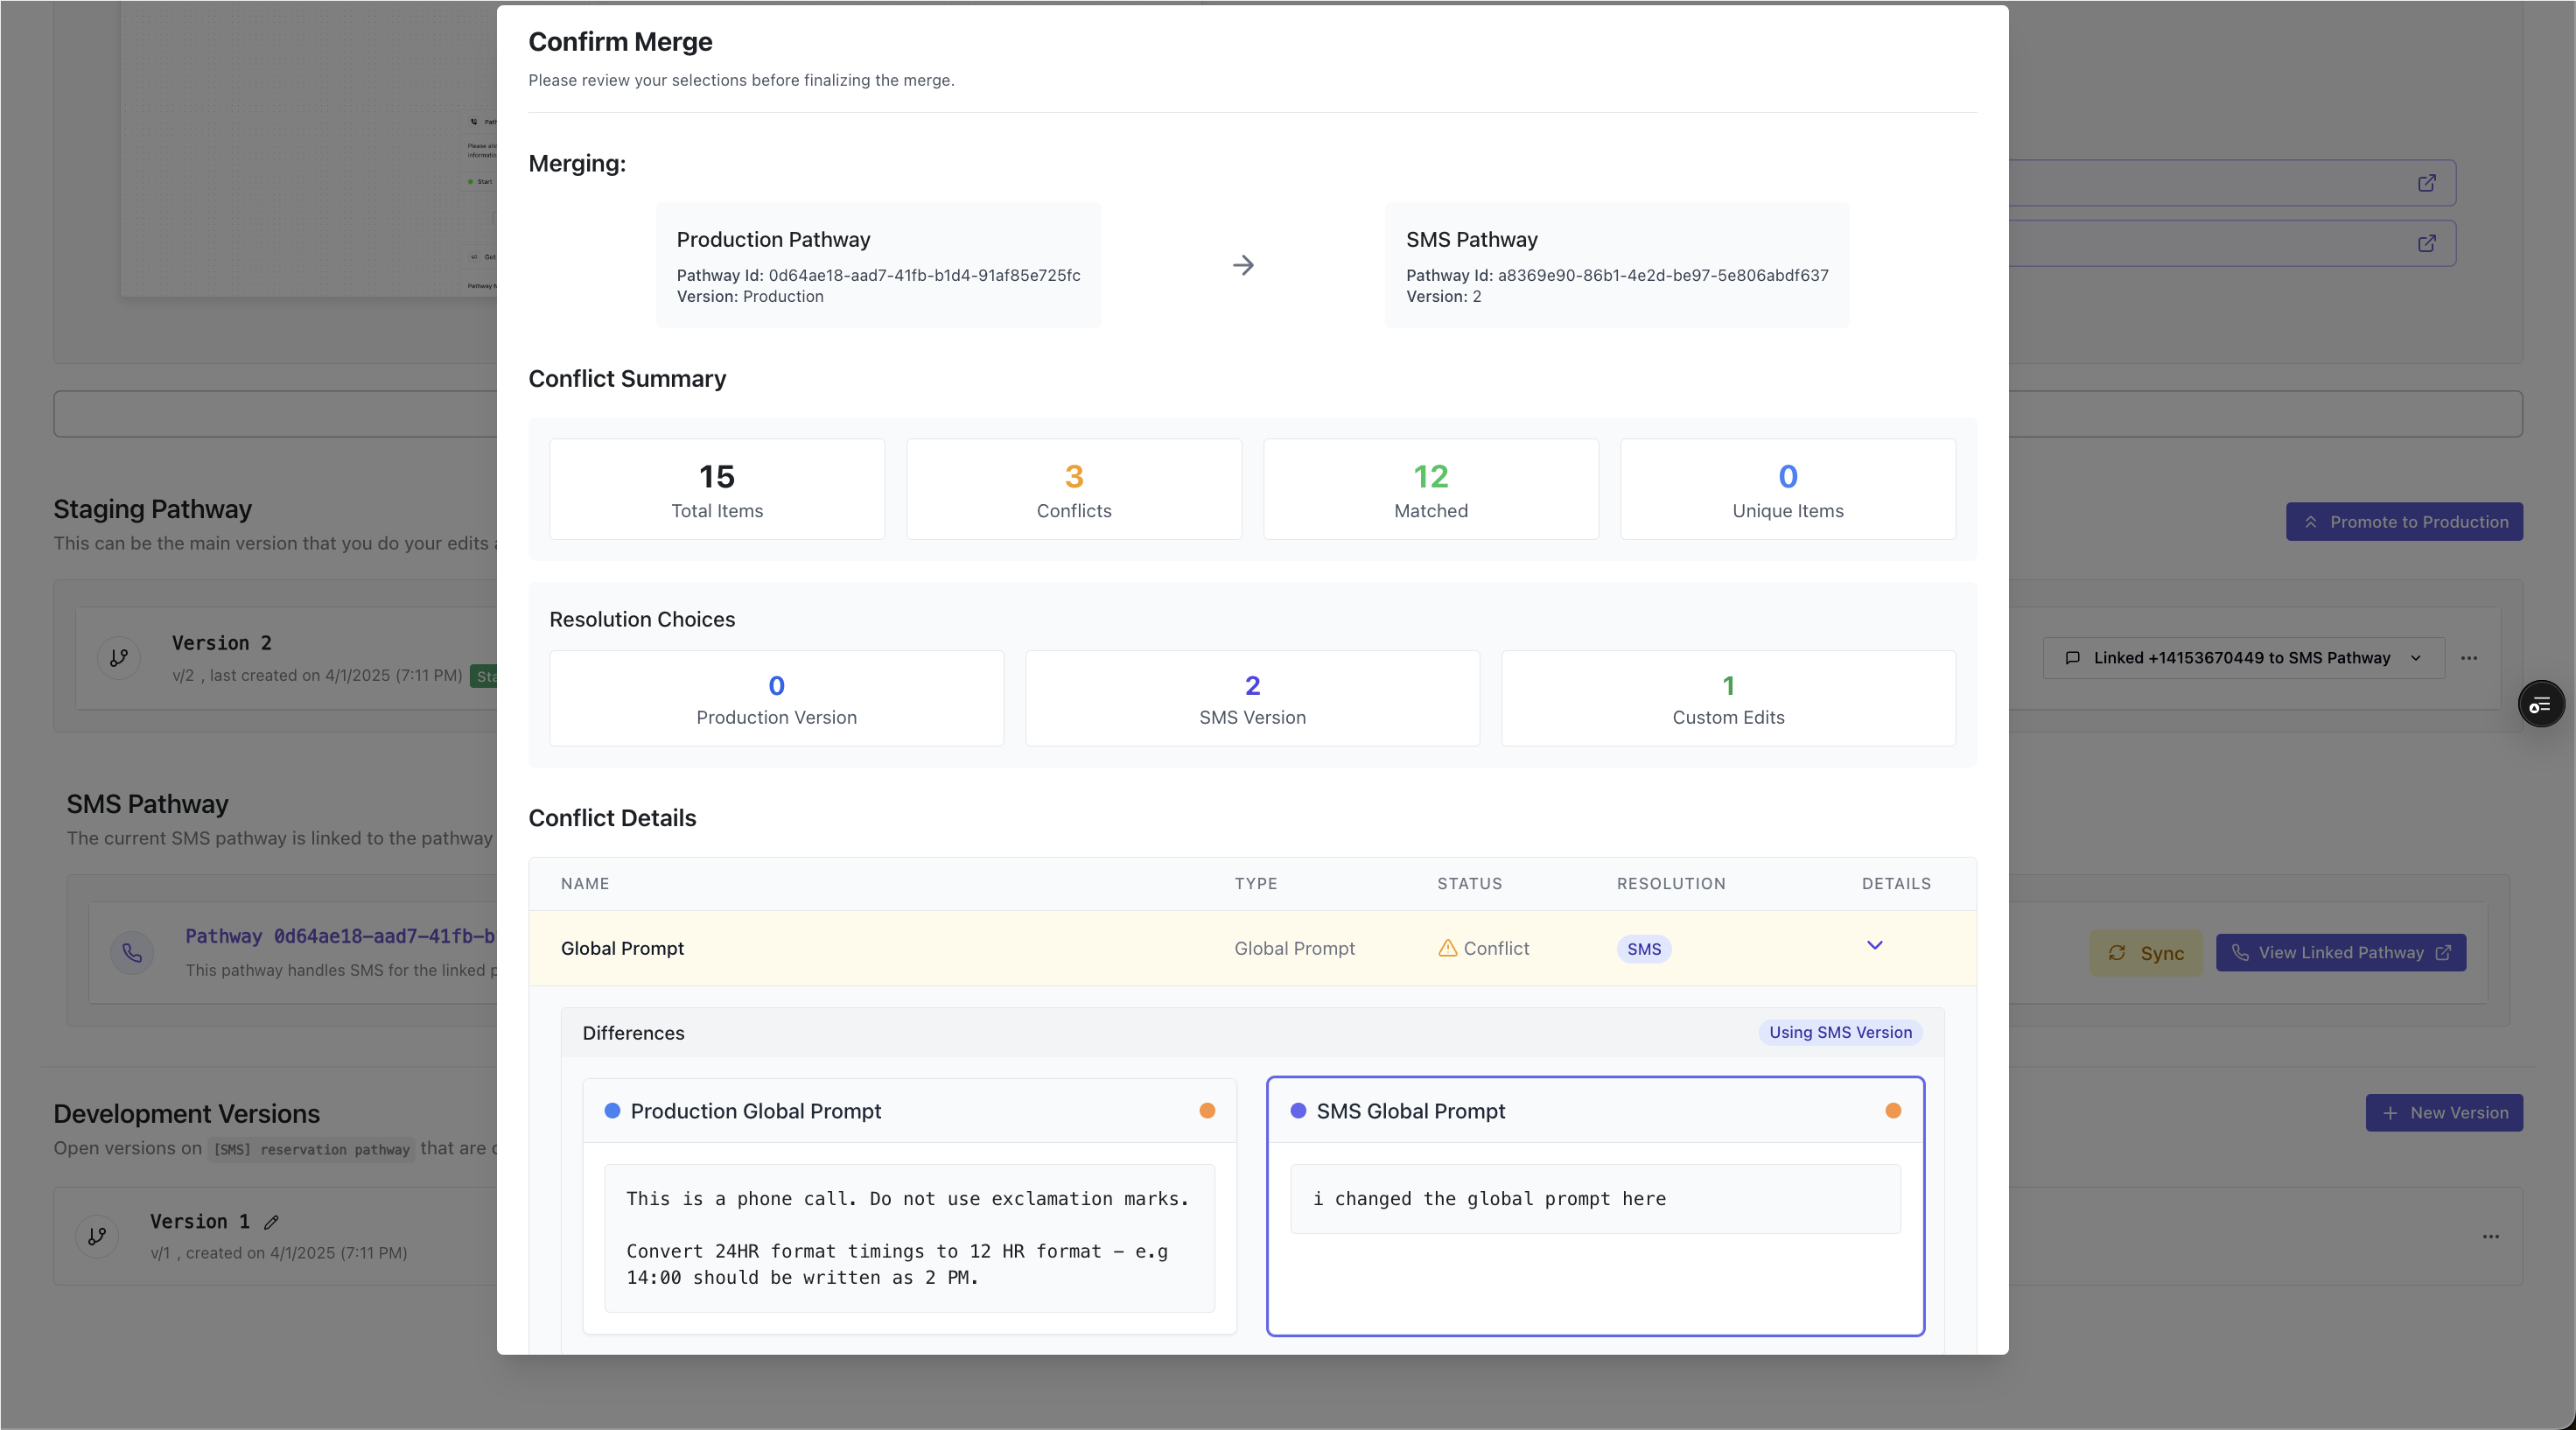 Confirm Merge
Please review your selections before finalizing the merge.
Merging:
Production Pathway
Pathway Id: 0d64ae18-aad7-41fb-b1d4-91af85e725fc
Version: Production
SMS Pathway
Pathway Id: a8369e90-86b1-4e2d-be97-5e806abdf637
Version: 2
Conflict Summary
15
Total Items
3
Conflicts
12
Matched
0
Unique Items
Resolution Choices
0
Production Version
2
SMS Version
1
Custom Edits
Conflict Details
NAME TYPE STATUS RESOLUTION DETAILS
Global Prompt Global Prompt Conflict SMS
Differences Using SMS Version
Production Global Prompt
This is a phone call. Do not use exclamation marks.
Convert 24HR format timings to 12 HR format – e.g
14:00 should be written as 2 PM.
SMS Global Prompt
i changed the global prompt here
Please
Start
Get
Staging Pathway
This can be the main version that you do your edits
Promote to Production
Version 2
v/2 , last created on 4/1/2025 (7:11 PM)
Linked +14153670449 to SMS Pathway
SMS Pathway
The current SMS pathway is linked to the pathway
Pathway 0d64ae18-aad7-41fb-b
This pathway handles SMS for the linked
Sync
View Linked Pathway
Development Versions
Open versions on [SMS] reservation pathway that are
New Version
Version 1
v/1 , created on 4/1/2025 (7:11 PM)